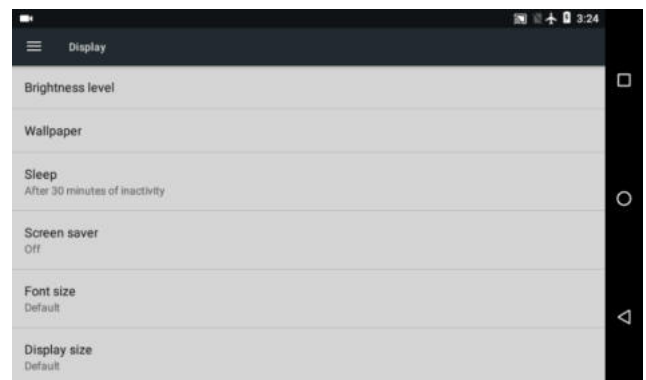 3:24
Display
Brightness level
Wallpaper
Sleep
After 30 minutes of inactivity
Screen saver
Off
Font size
Default
Display size
Default